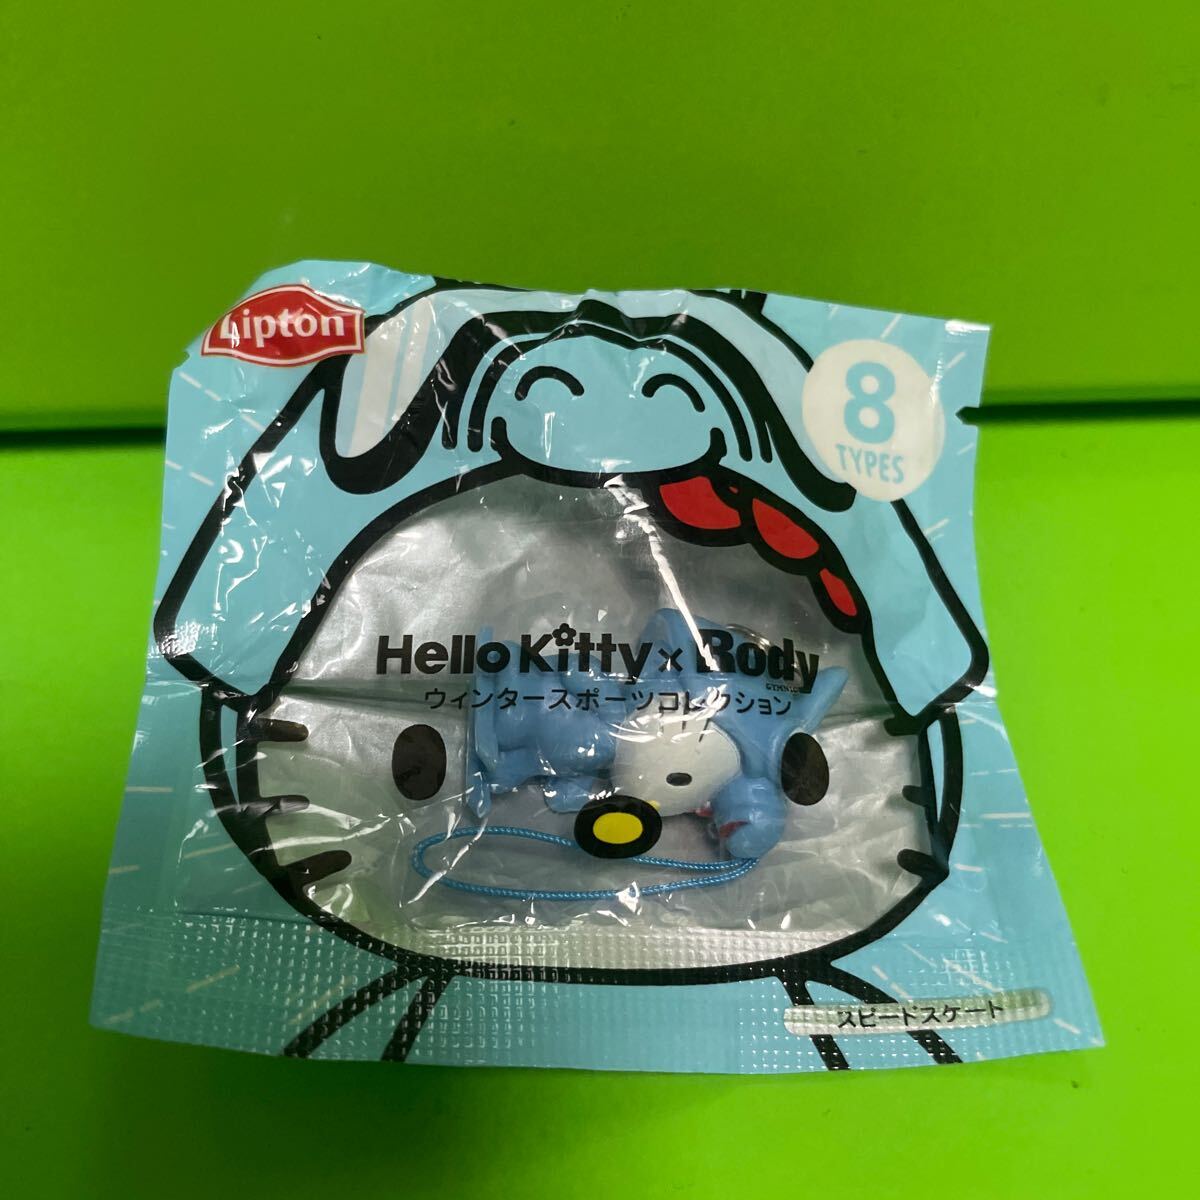 Lipton
8
TYPES
Hello Kitty × Rody
GYMNIC
ウィンタースポーツコレクション
スピードスケート